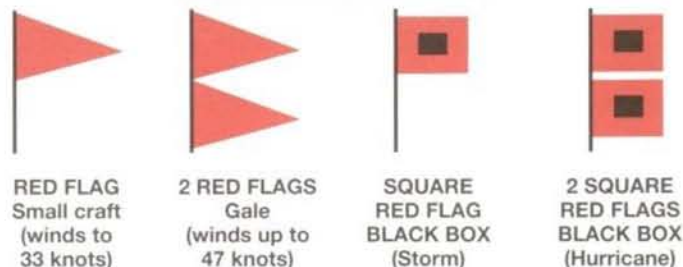 RED FLAG
Small craft
(winds to
33 knots)
2 RED FLAGS
Gale
(winds up to
47 knots)
SQUARE
RED FLAG
BLACK BOX
(Storm)
2 SQUARE
RED FLAGS
BLACK BOX
(Hurricane)